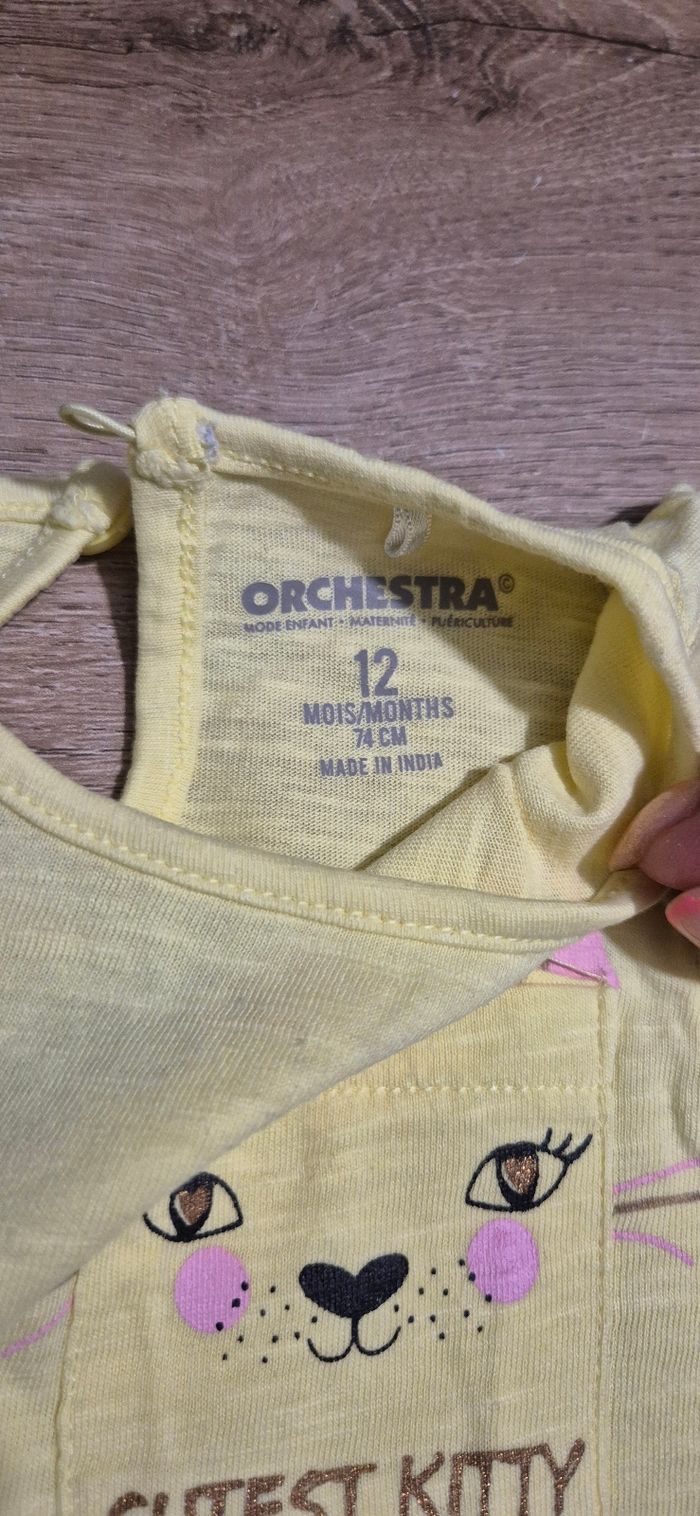 ORCHESTRA©
MODE ENFANT • MATERNITÉ • PUÉRICULTURE
12
MOIS/MONTHS
74 CM
MADE IN INDIA
CUTEST KITTY